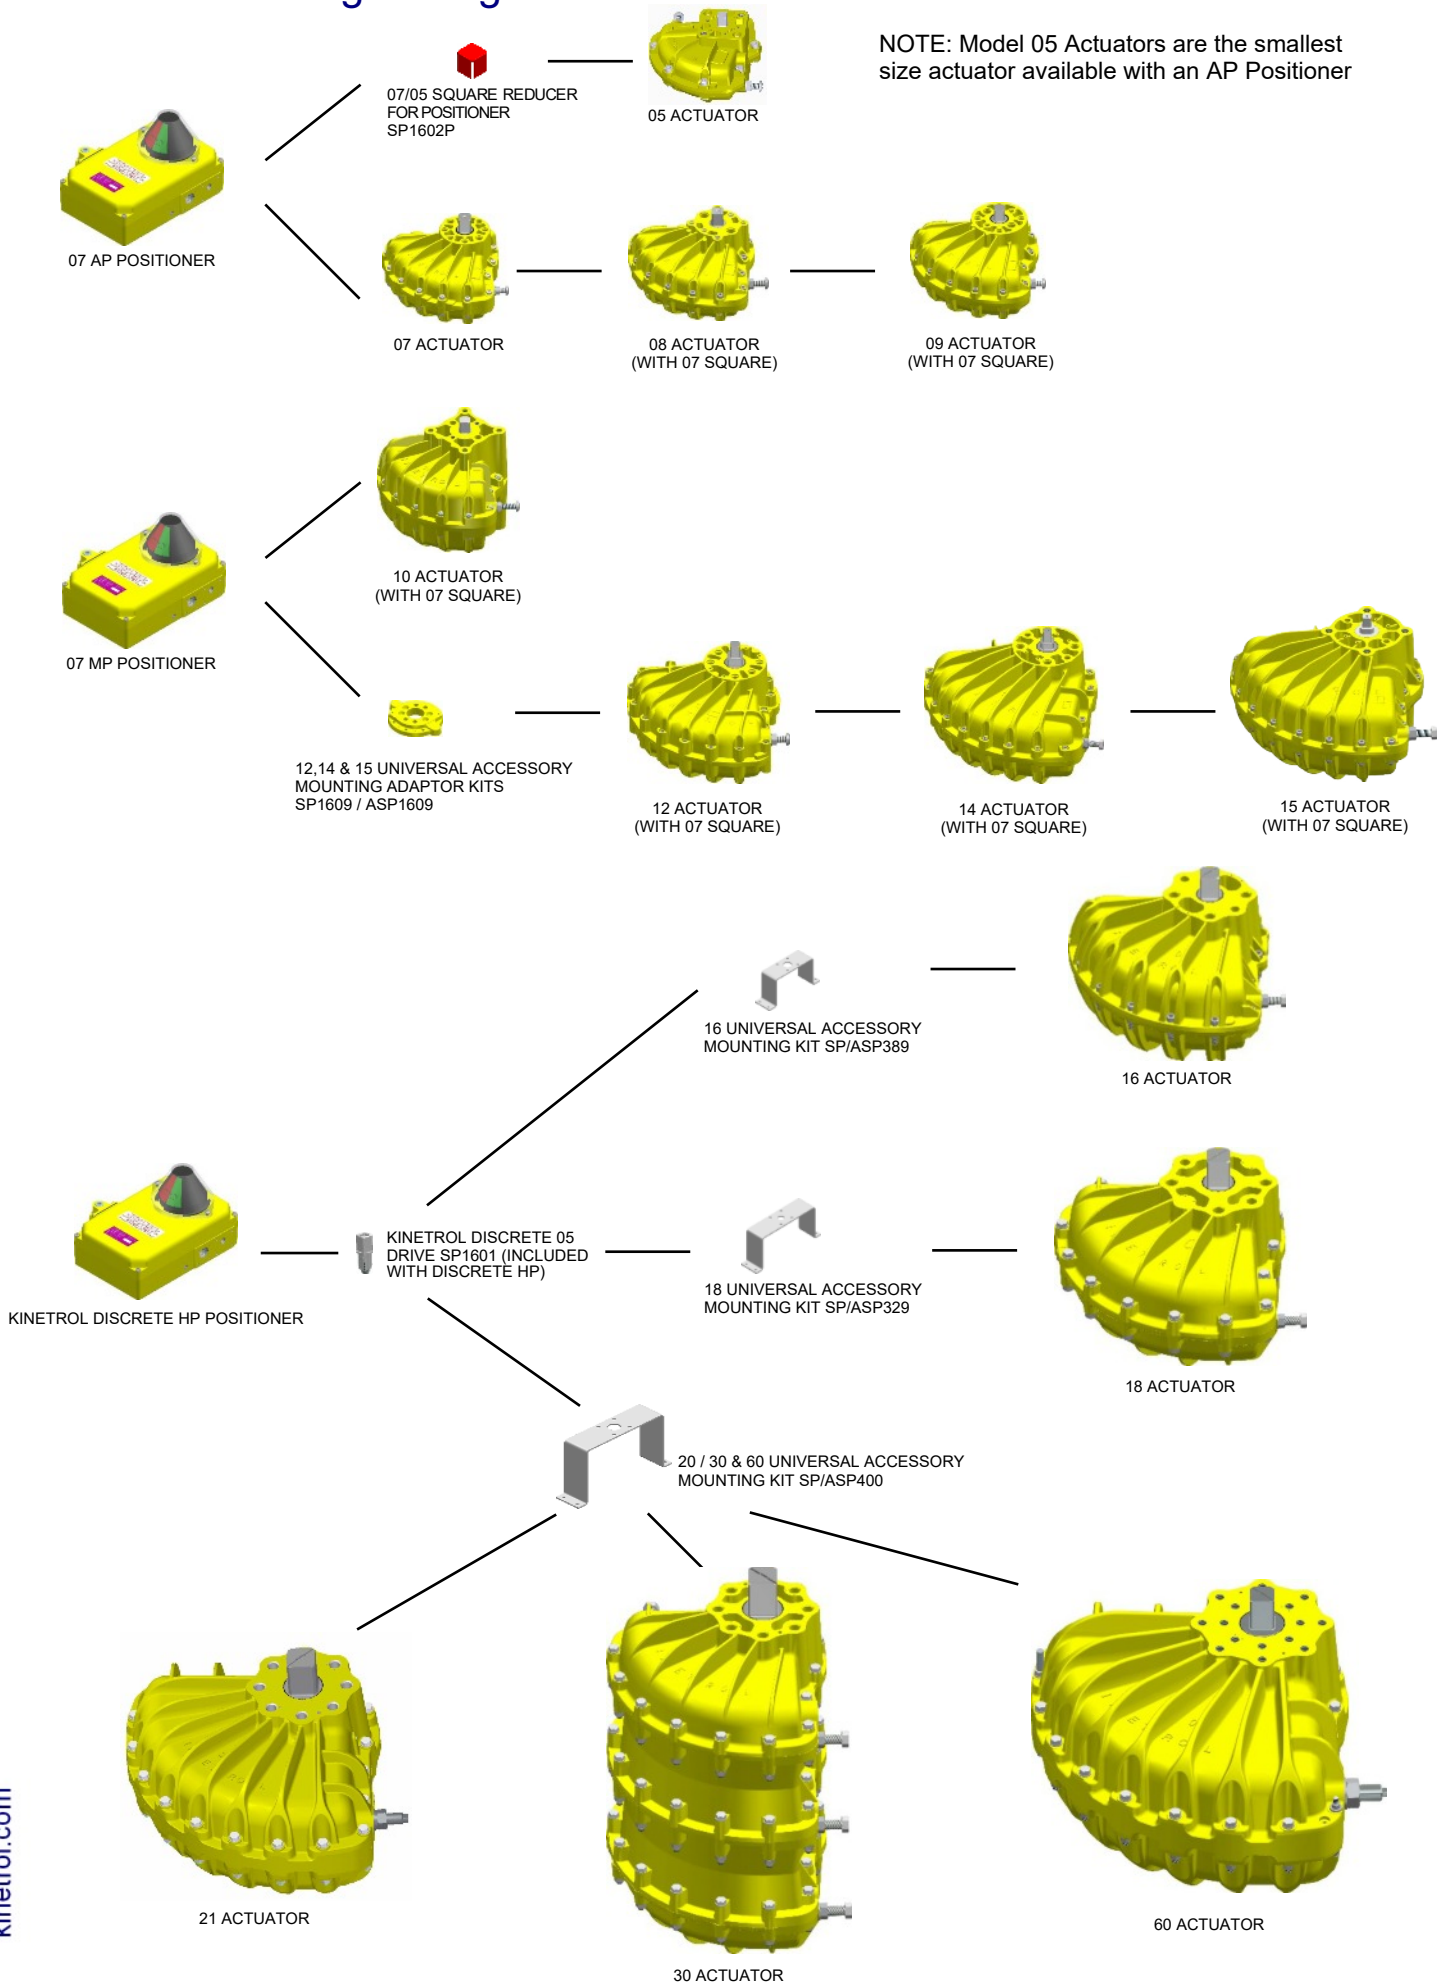 NOTE: Model 05 Actuators are the smallest
size actuator available with an AP Positioner
07/05 SQUARE REDUCER
FOR POSITIONER
SP1602P
05 ACTUATOR
07 AP POSITIONER
07 ACTUATOR
08 ACTUATOR
(WITH 07 SQUARE)
09 ACTUATOR
(WITH 07 SQUARE)
10 ACTUATOR
(WITH 07 SQUARE)
07 MP POSITIONER
12,14 & 15 UNIVERSAL ACCESSORY
MOUNTING ADAPTOR KITS
SP1609 / ASP1609
12 ACTUATOR
(WITH 07 SQUARE)
14 ACTUATOR
(WITH 07 SQUARE)
15 ACTUATOR
(WITH 07 SQUARE)
16 UNIVERSAL ACCESSORY
MOUNTING KIT SP/ASP389
16 ACTUATOR
KINETROL DISCRETE HP POSITIONER
KINETROL DISCRETE 05
DRIVE SP1601 (INCLUDED
WITH DISCRETE HP)
18 UNIVERSAL ACCESSORY
MOUNTING KIT SP/ASP329
18 ACTUATOR
20 / 30 & 60 UNIVERSAL ACCESSORY
MOUNTING KIT SP/ASP400
21 ACTUATOR
30 ACTUATOR
60 ACTUATOR
kinetrol.com